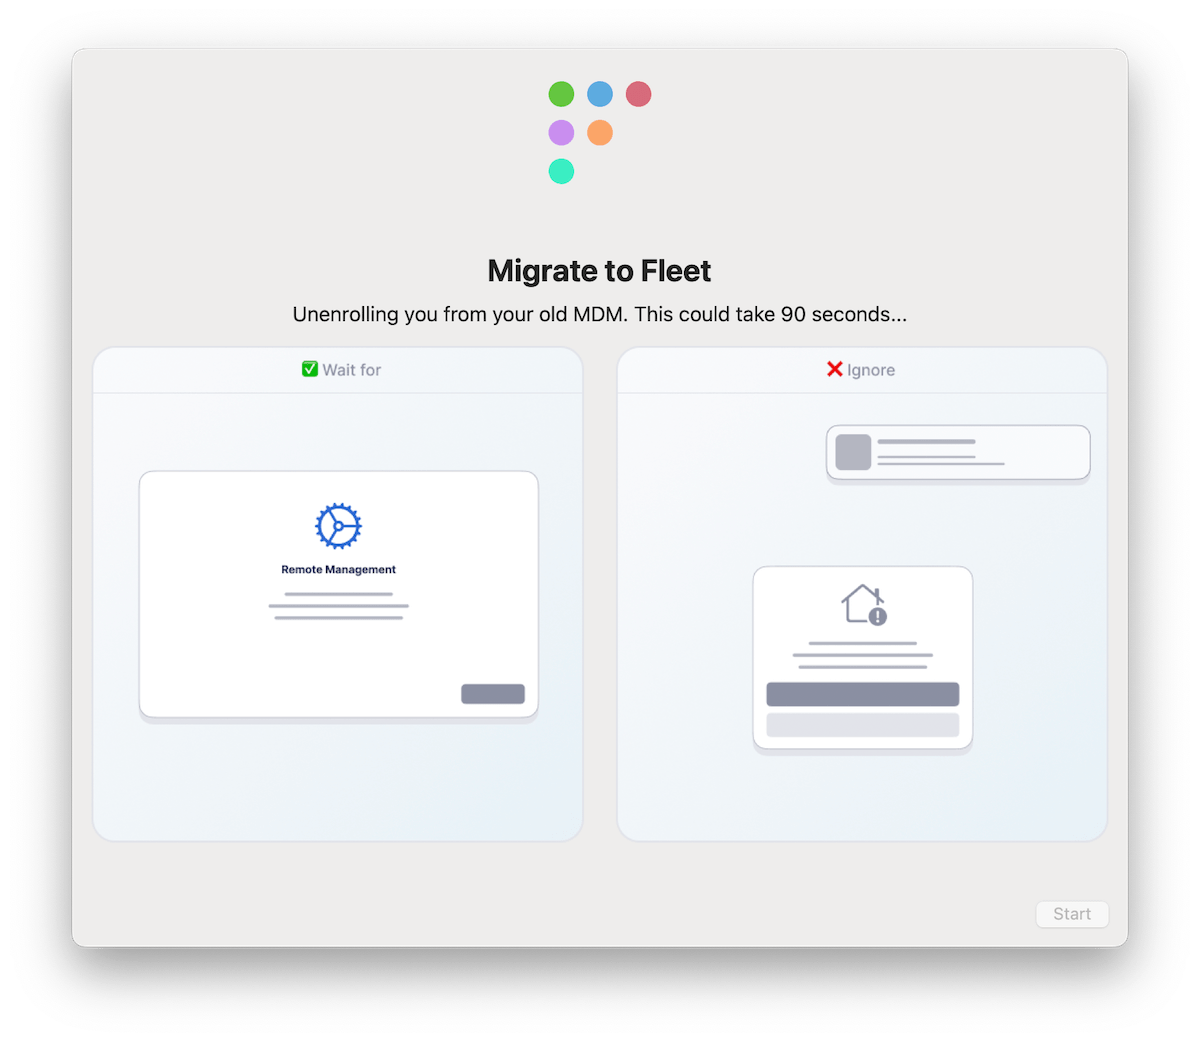 Migrate to Fleet
Unenrolling you from your old MDM. This could take 90 seconds...
✅ Wait for
❌ Ignore
Remote Management
Start